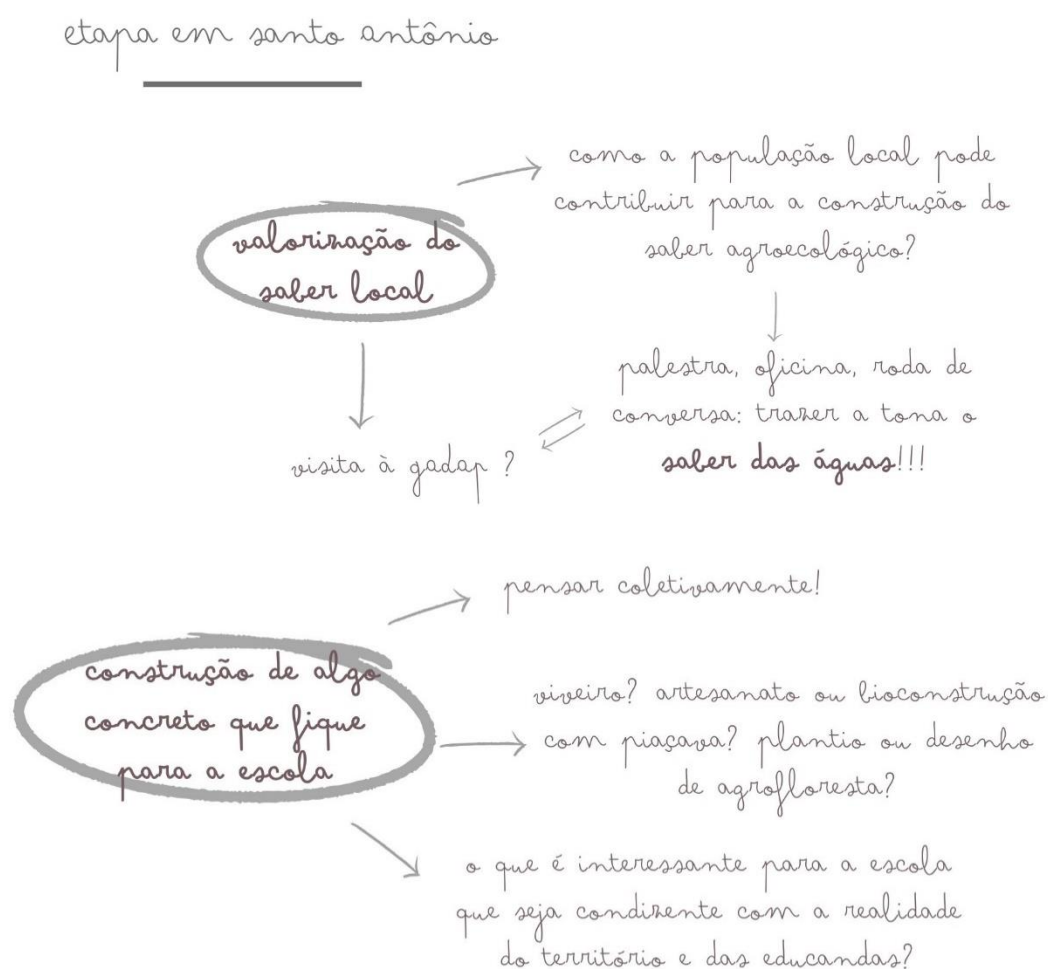 etapa em santo antônio
como a população local pode
contribuir para a construção do
saber agroecológico?
valorização do
saber local
palestra, oficina, roda de
conversa: trazer a tona o
saber das águas!!!
visita à gadap ?
pensar coletivamente!
construção de algo
concreto que fique
para a escola
viveiro? artesanato ou bioconstrução
com piaçava? plantio ou desenho
de agrofloresta?
o que é interessante para a escola
que seja condizente com a realidade
do território e das educandas?